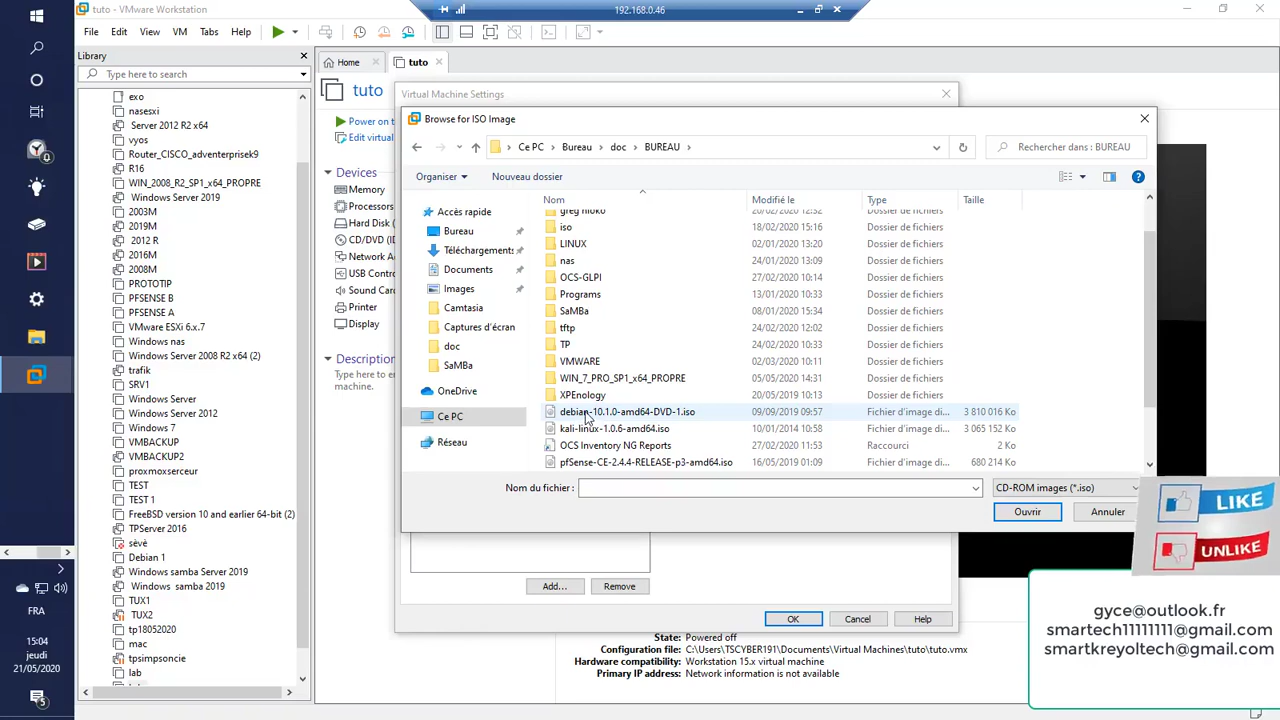 tuto - VMware Workstation
192.168.0.46
File Edit View VM Tabs Help
Library
Type here to search
exo
nasesxi
Server 2012 R2 x64
vyos
Router_CISCO_adventerprisek9
R16
WIN_2008_R2_SP1_x64_PROPRE
Windows Server 2019
2003M
2019M
2012 R
2016M
2008M
PROTOTIP
PFSENSE B
PFSENSE A
VMware ESXi 6.x.7
Windows nas
Windows Server 2008 R2 x64 (2)
trafik
SRV1
Windows Server
Windows Server 2012
Windows 7
VMBACKUP
VMBACKUP2
proxmoxserceur
TEST
TEST 1
FreeBSD version 10 and earlier 64-bit (2)
TPServer 2016
sèvè
Debian 1
Windows samba Server 2019
Windows samba 2019
TUX1
TUX2
tp18052020
mac
tpsimpsoncie
lab
Home
tuto
tuto
Power on t
Edit virtual
Devices
Memory
Processors
Hard Disk (
CD/DVD (
Network A
USB Contr
Sound Car
Printer
Display
Description
Type here to en
machine.
Virtual Machine Settings
Browse for ISO Image
Ce PC > Bureau > doc > BUREAU >
Rechercher dans : BUREAU
Organiser
Nouveau dossier
Accès rapide
Bureau
Téléchargement:
Documents
Images
Camtasia
Captures d'écran
doc
SaMBa
OneDrive
Ce PC
Réseau
Nom Modifié le Type Taille
iso 18/02/2020 15:16 Dossier de fichiers
LINUX 02/01/2020 13:20 Dossier de fichiers
nas 24/01/2020 13:09 Dossier de fichiers
OCS-GLPI 27/02/2020 10:14 Dossier de fichiers
Programs 13/01/2020 10:33 Dossier de fichiers
SaMBa 08/01/2020 15:34 Dossier de fichiers
tftp 24/02/2020 12:02 Dossier de fichiers
TP 24/02/2020 10:33 Dossier de fichiers
VMWARE 02/03/2020 10:11 Dossier de fichiers
WIN_7_PRO_SP1_x64_PROPRE 05/05/2020 14:31 Dossier de fichiers
XPEnology 27/02/2020 09:07 Dossier de fichiers
debian-10.1.0-amd64-DVD-1.iso 09/09/2019 09:57 Fichier d'image di... 3 810 016 Ko
kali-linux-1.0.6-amd64.iso 10/01/2014 10:58 Fichier d'image di... 3 065 152 Ko
OCS Inventory NG Reports 27/02/2020 11:53 Raccourci 2 Ko
pfSense-CE-2.4.4-RELEASE-p3-amd64.iso 16/05/2019 01:09 Fichier d'image di... 680 214 Ko
Nom du fichier :
CD-ROM images (*.iso)
Ouvrir
Annuler
Add...
Remove
OK
Cancel
Help
State: Powered off
Configuration file: C:\Users\TSCYBER191\Documents\Virtual Machines\tuto\tuto.vmx
Hardware compatibility: Workstation 15.x virtual machine
Primary IP address: Network information is not available
LIKE
UNLIKE
gyce@outlook.fr
smartech11111111@gmail.com
smartkreyoltech@gmail.com
FRA
15:04
jeudi
21/05/2020
5